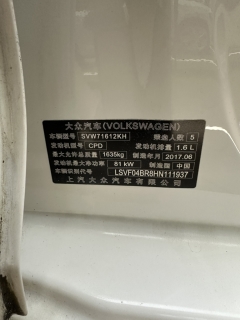 大众汽车(VOLKSWAGEN)
车辆型号 SVW71612KH 乘坐人数 5
发动机型号 CPD 发动机排量 1.6 L
最大允许总质量 1635kg 制造年月 2017.06
发动机最大净功率 81 kW 制造国 中国
车辆识别代号 LSVF04BR8HN111937
上汽大众汽车有限公司